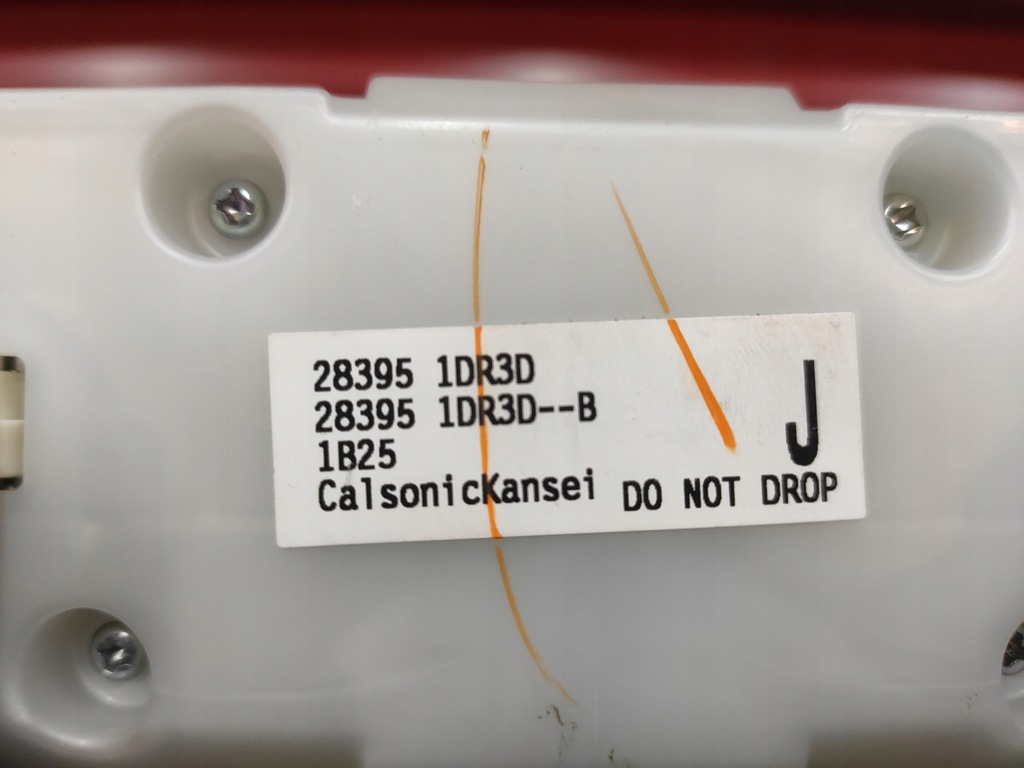 28395 1DR3D
28395 1DR3D--B
1B25
CalsonicKansei
DO NOT DROP
J